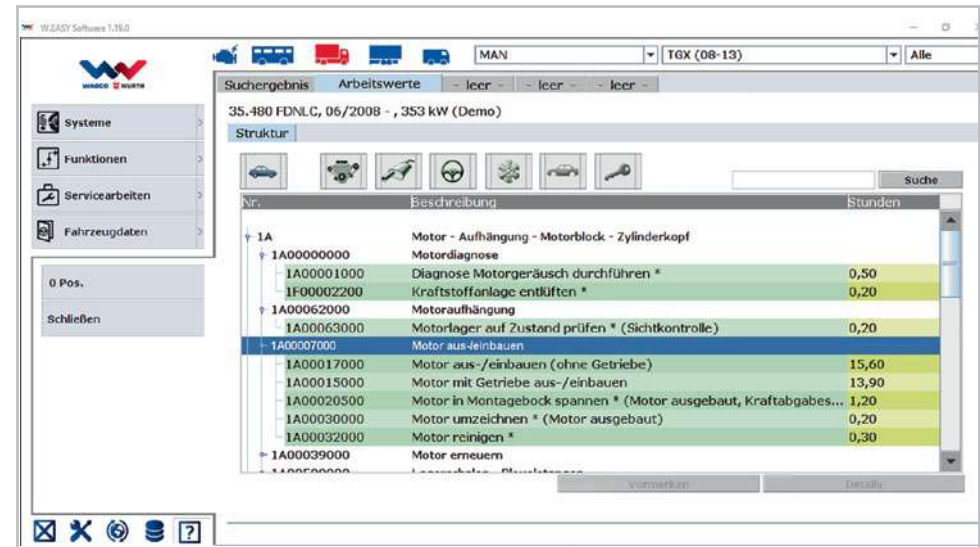 W.EASY Software 1.19.0
WABCO WÜRTH
MAN
TGX (08-13)
Alle
Suchergebnis
Arbeitswerte
- leer -
- leer -
- leer -
35.480 FDNLC, 06/2008 - , 353 kW (Demo)
Struktur
Systeme
Funktionen
Servicearbeiten
Fahrzeugdaten
0 Pos.
Schließen
Suche
Nr. Beschreibung Stunden
1A Motor - Aufhängung - Motorblock - Zylinderkopf
1A00000000 Motordiagnose
1A00001000 Diagnose Motorgeräusch durchführen * 0,50
1F00002200 Kraftstoffanlage entlüften * 0,20
1A00062000 Motoraufhängung
1A00063000 Motorlager auf Zustand prüfen * (Sichtkontrolle) 0,20
1A00007000 Motor aus-/einbauen
1A00017000 Motor aus-/einbauen (ohne Getriebe) 15,60
1A00015000 Motor mit Getriebe aus-/einbauen 13,90
1A00020500 Motor in Montagebock spannen * (Motor ausgebaut, Kraftabgabes... 1,20
1A00030000 Motor umzeichnen * (Motor ausgebaut) 0,20
1A00032000 Motor reinigen * 0,30
1A00039000 Motor erneuern
Vormerken
Details
?